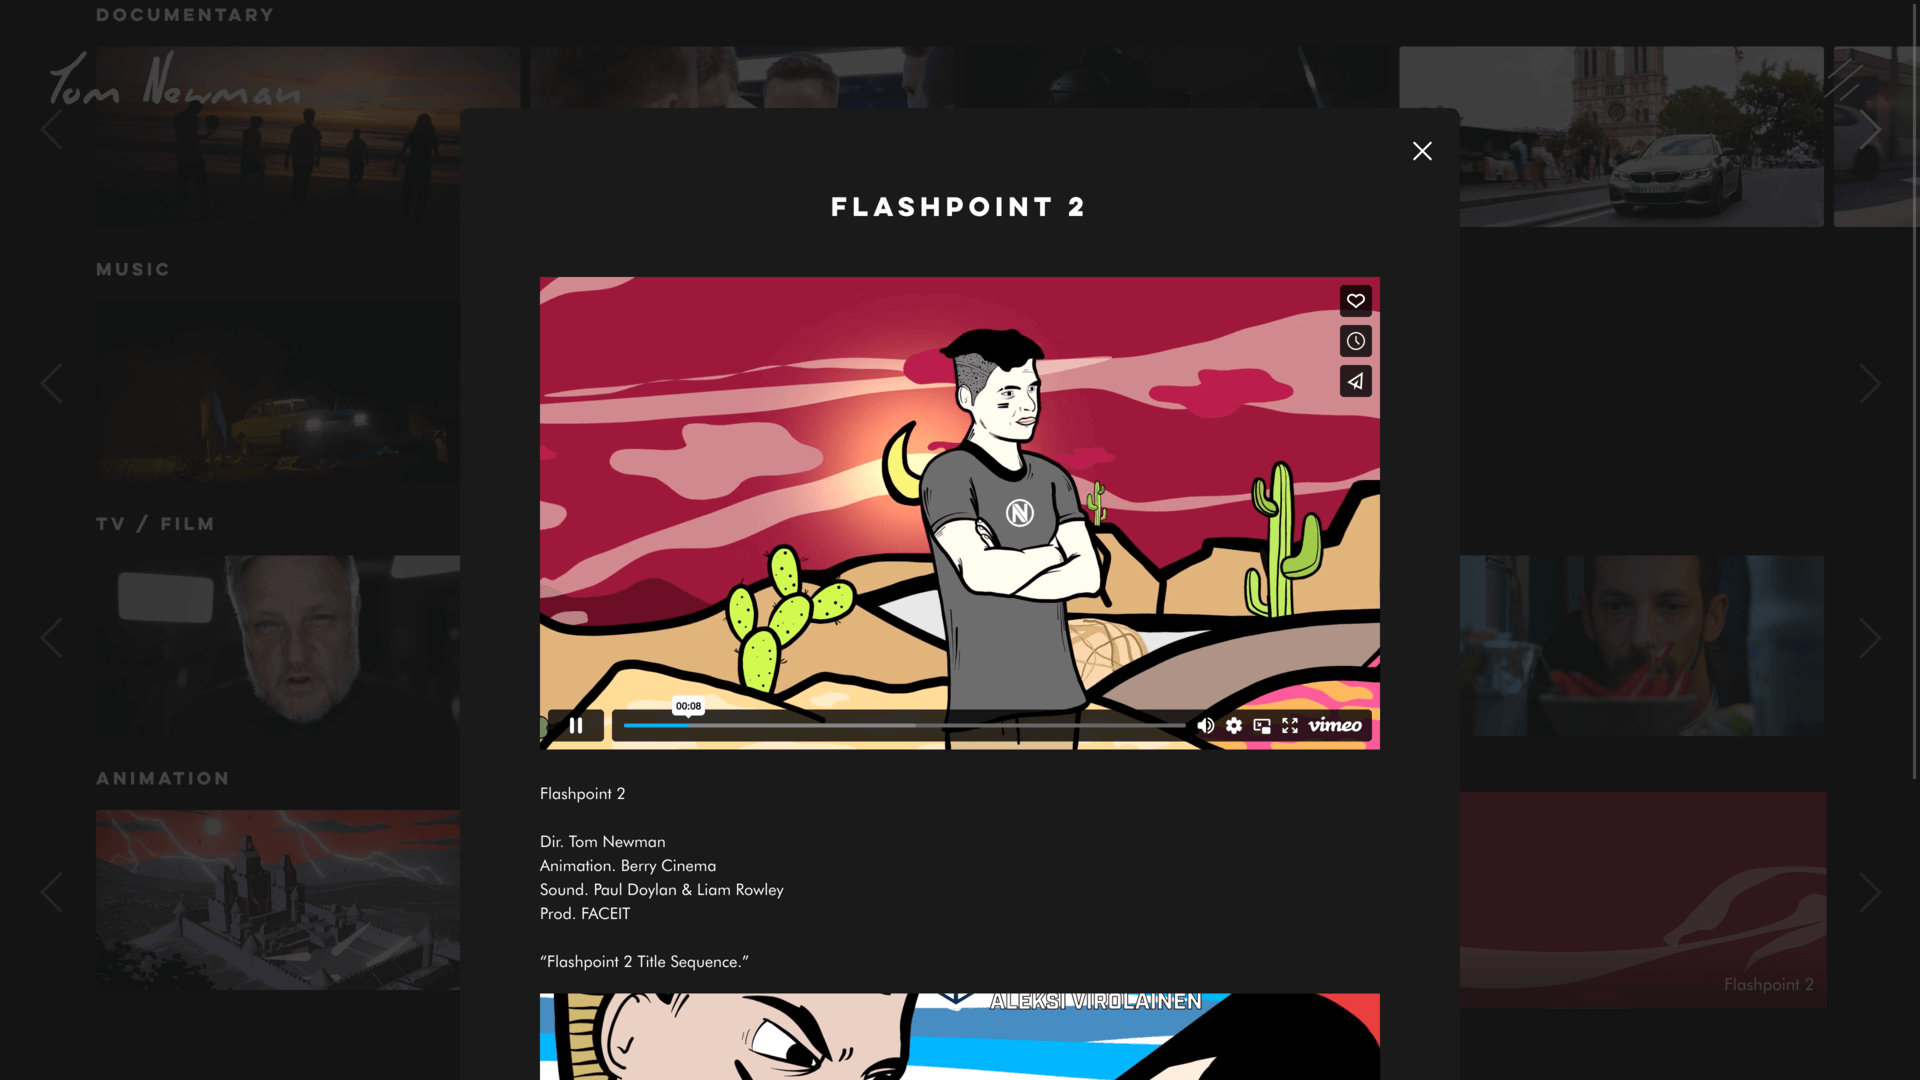 DOCUMENTARY
Tom Newman
FLASHPOINT 2
MUSIC
TV / FILM
N
00:08
vimeo
ANIMATION
Flashpoint 2
Dir. Tom Newman
Animation. Berry Cinema
Sound. Paul Doylan & Liam Rowley
Prod. FACEIT
“Flashpoint 2 Title Sequence.”
Flashpoint 2
ALEKSI VIROLAINEN